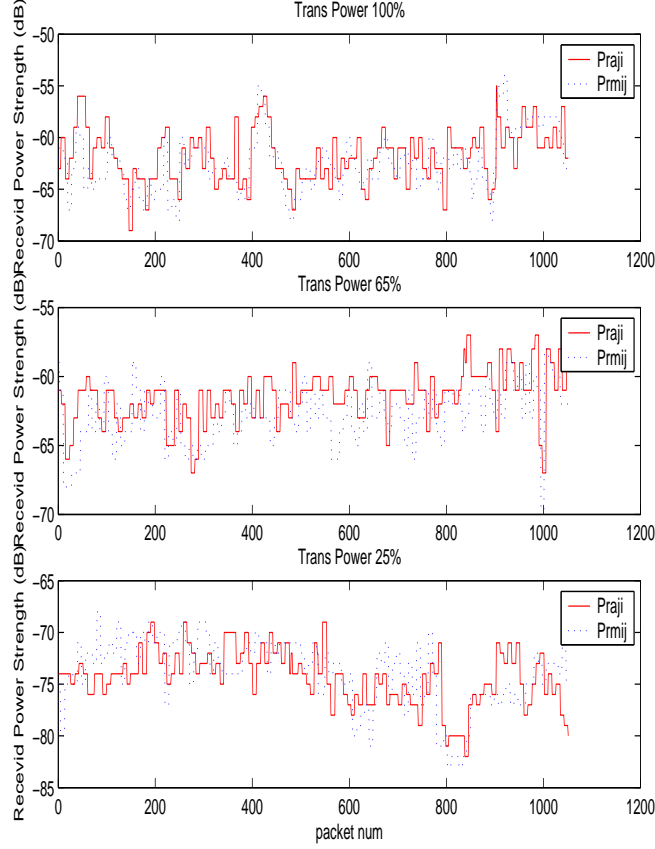 Trans Power 100%
Recevid Power Strength (dB)
−50
−55
−60
−65
−70
0 200 400 600 800 1000 1200
Praji
Prmij
Trans Power 65%
Recevid Power Strength (dB)
−55
−60
−65
−70
0 200 400 600 800 1000 1200
Praji
Prmij
Trans Power 25%
Recevid Power Strength (dB)
−65
−70
−75
−80
−85
0 200 400 600 800 1000 1200
Praji
Prmij
packet num